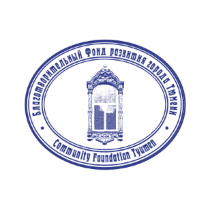 Благотворительный Фонд развития города Тюмени
Community Foundation Tyumen